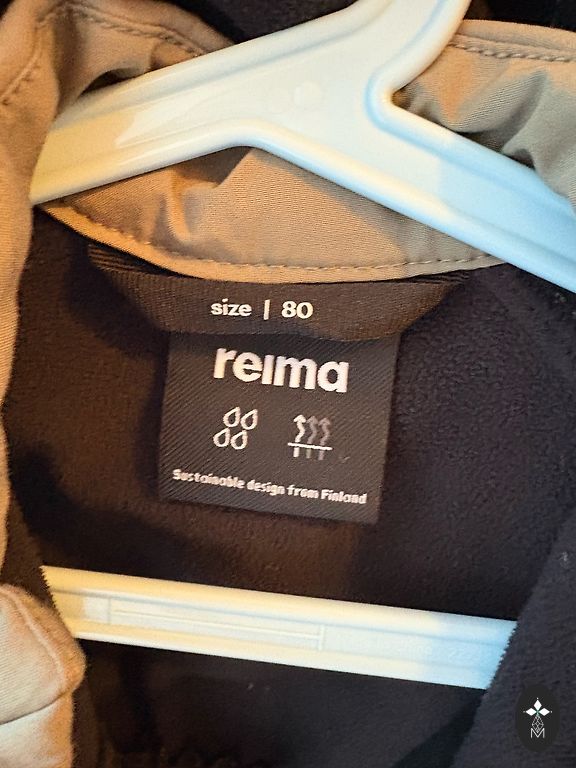 size | 80
reima
Sustainable design from Finland